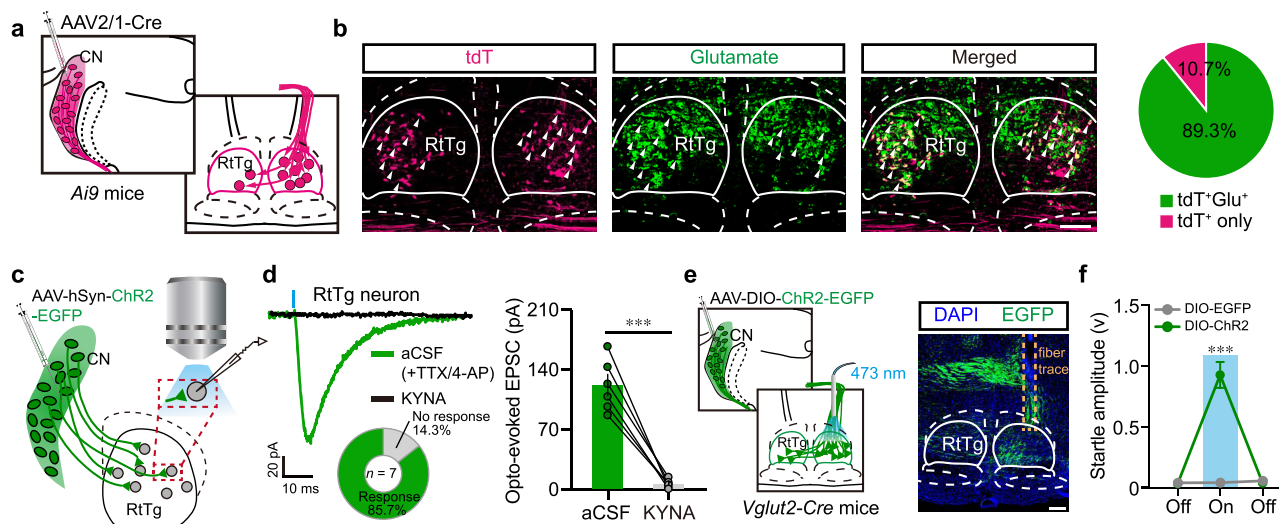 a
AAV2/1-Cre
CN
RtTg
Ai9 mice
b
tdT
Glutamate
Merged
RtTg
RtTg
RtTg
10.7%
89.3%
tdT+Glu+
tdT+ only
c
AAV-hSyn-ChR2
-EGFP
CN
RtTg
d
RtTg neuron
aCSF
(+TTX/4-AP)
KYNA
No response
14.3%
n = 7
Response
85.7%
20 pA
10 ms
Opto-evoked EPSC (pA)
210
140
70
0
***
aCSF
KYNA
e
AAV-DIO-ChR2-EGFP
CN
473 nm
RtTg
Vglut2-Cre mice
DAPI
EGFP
fiber
trace
RtTg
f
Startle amplitude (v)
1.5
1.0
0.5
0
DIO-EGFP
DIO-ChR2
***
Off
On
Off